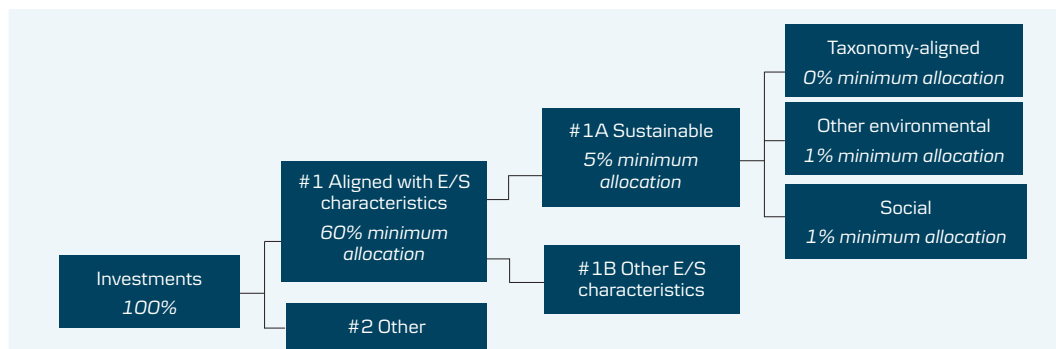 Investments
100%
#1 Aligned with E/S
characteristics
60% minimum
allocation
#2 Other
#1A Sustainable
5% minimum
allocation
#1B Other E/S
characteristics
Taxonomy-aligned
0% minimum allocation
Other environmental
1% minimum allocation
Social
1% minimum allocation